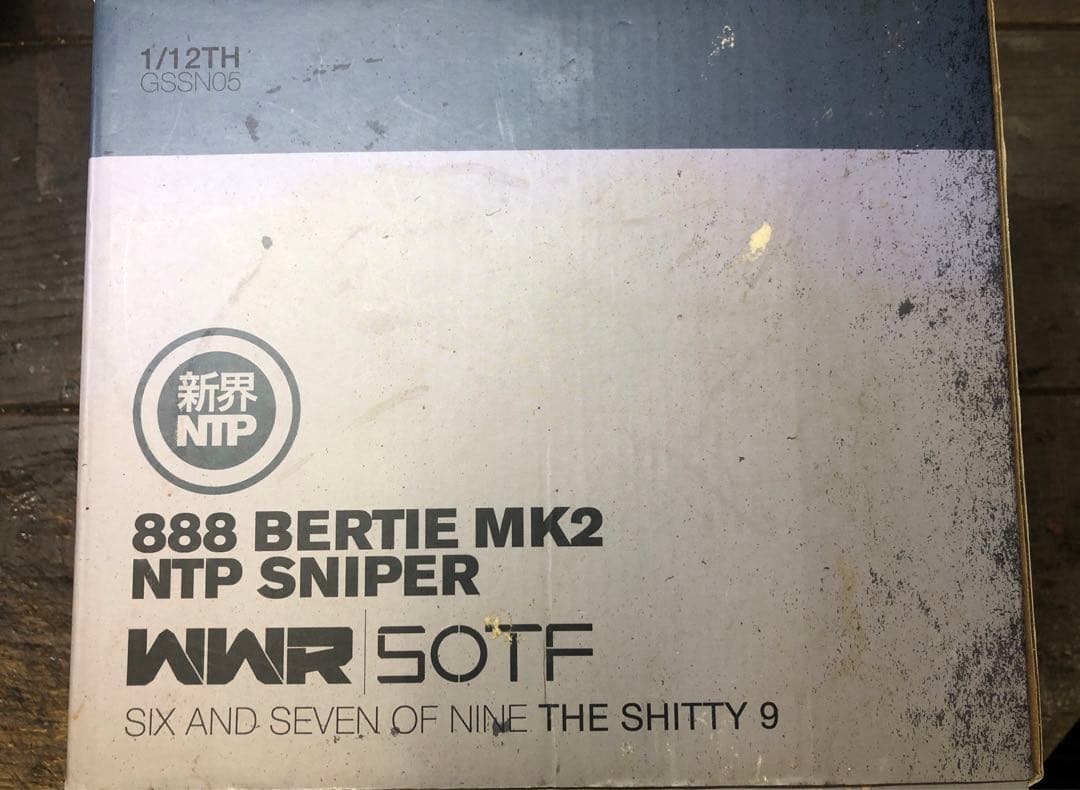 1/12TH
GSSN05
新界
NTP
888 BERTIE MK2
NTP SNIPER
WWR SOTF
SIX AND SEVEN OF NINE THE SHITTY 9